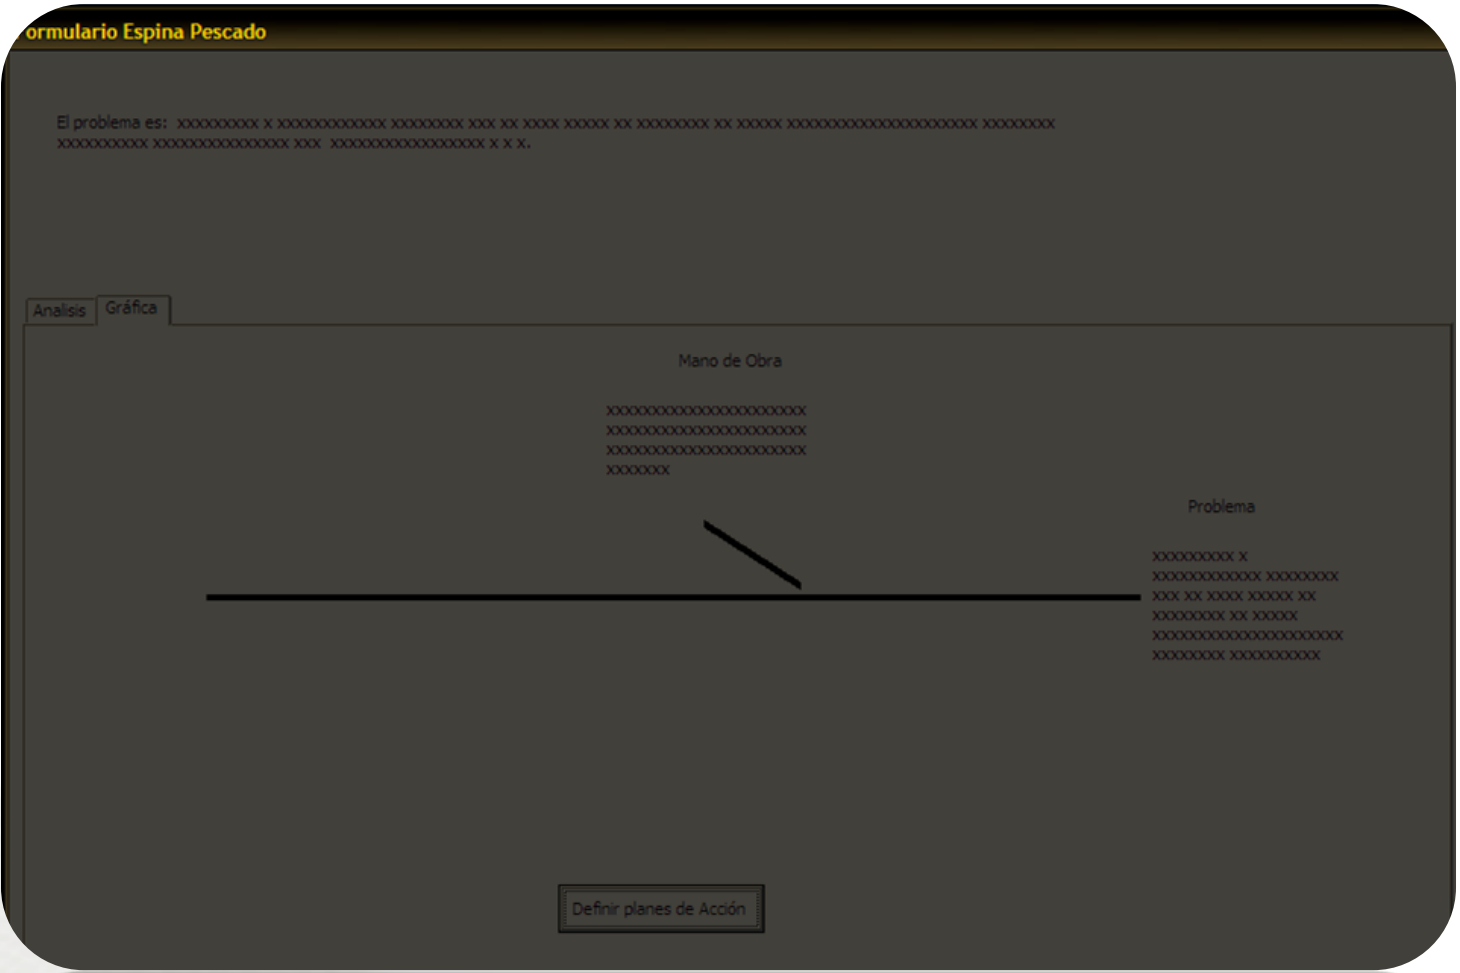 ormulario Espina Pescado
El problema es: xxxxxxxxx x xxxxxxxxxxxx xxxxxxxx xxx xx xxxx xxxxx xx xxxxxxxx xx xxxxx xxxxxxxxxxxxxxxxxxxxx xxxxxxxx
xxxxxxxxxx xxxxxxxxxxxxxxx xxx xxxxxxxxxxxxxxxxx x x x.
Analisis Gráfica
Mano de Obra
xxxxxxxxxxxxxxxxxxxxxx
xxxxxxxxxxxxxxxxxxxxxx
xxxxxxxxxxxxxxxxxxxxxx
xxxxxxx
Problema
xxxxxxxxx x
xxxxxxxxxxxx xxxxxxxx
xxx xx xxxx xxxxx xx
xxxxxxxx xx xxxxx
xxxxxxxxxxxxxxxxxxxxx
xxxxxxxx xxxxxxxxxx
Definir planes de Acción